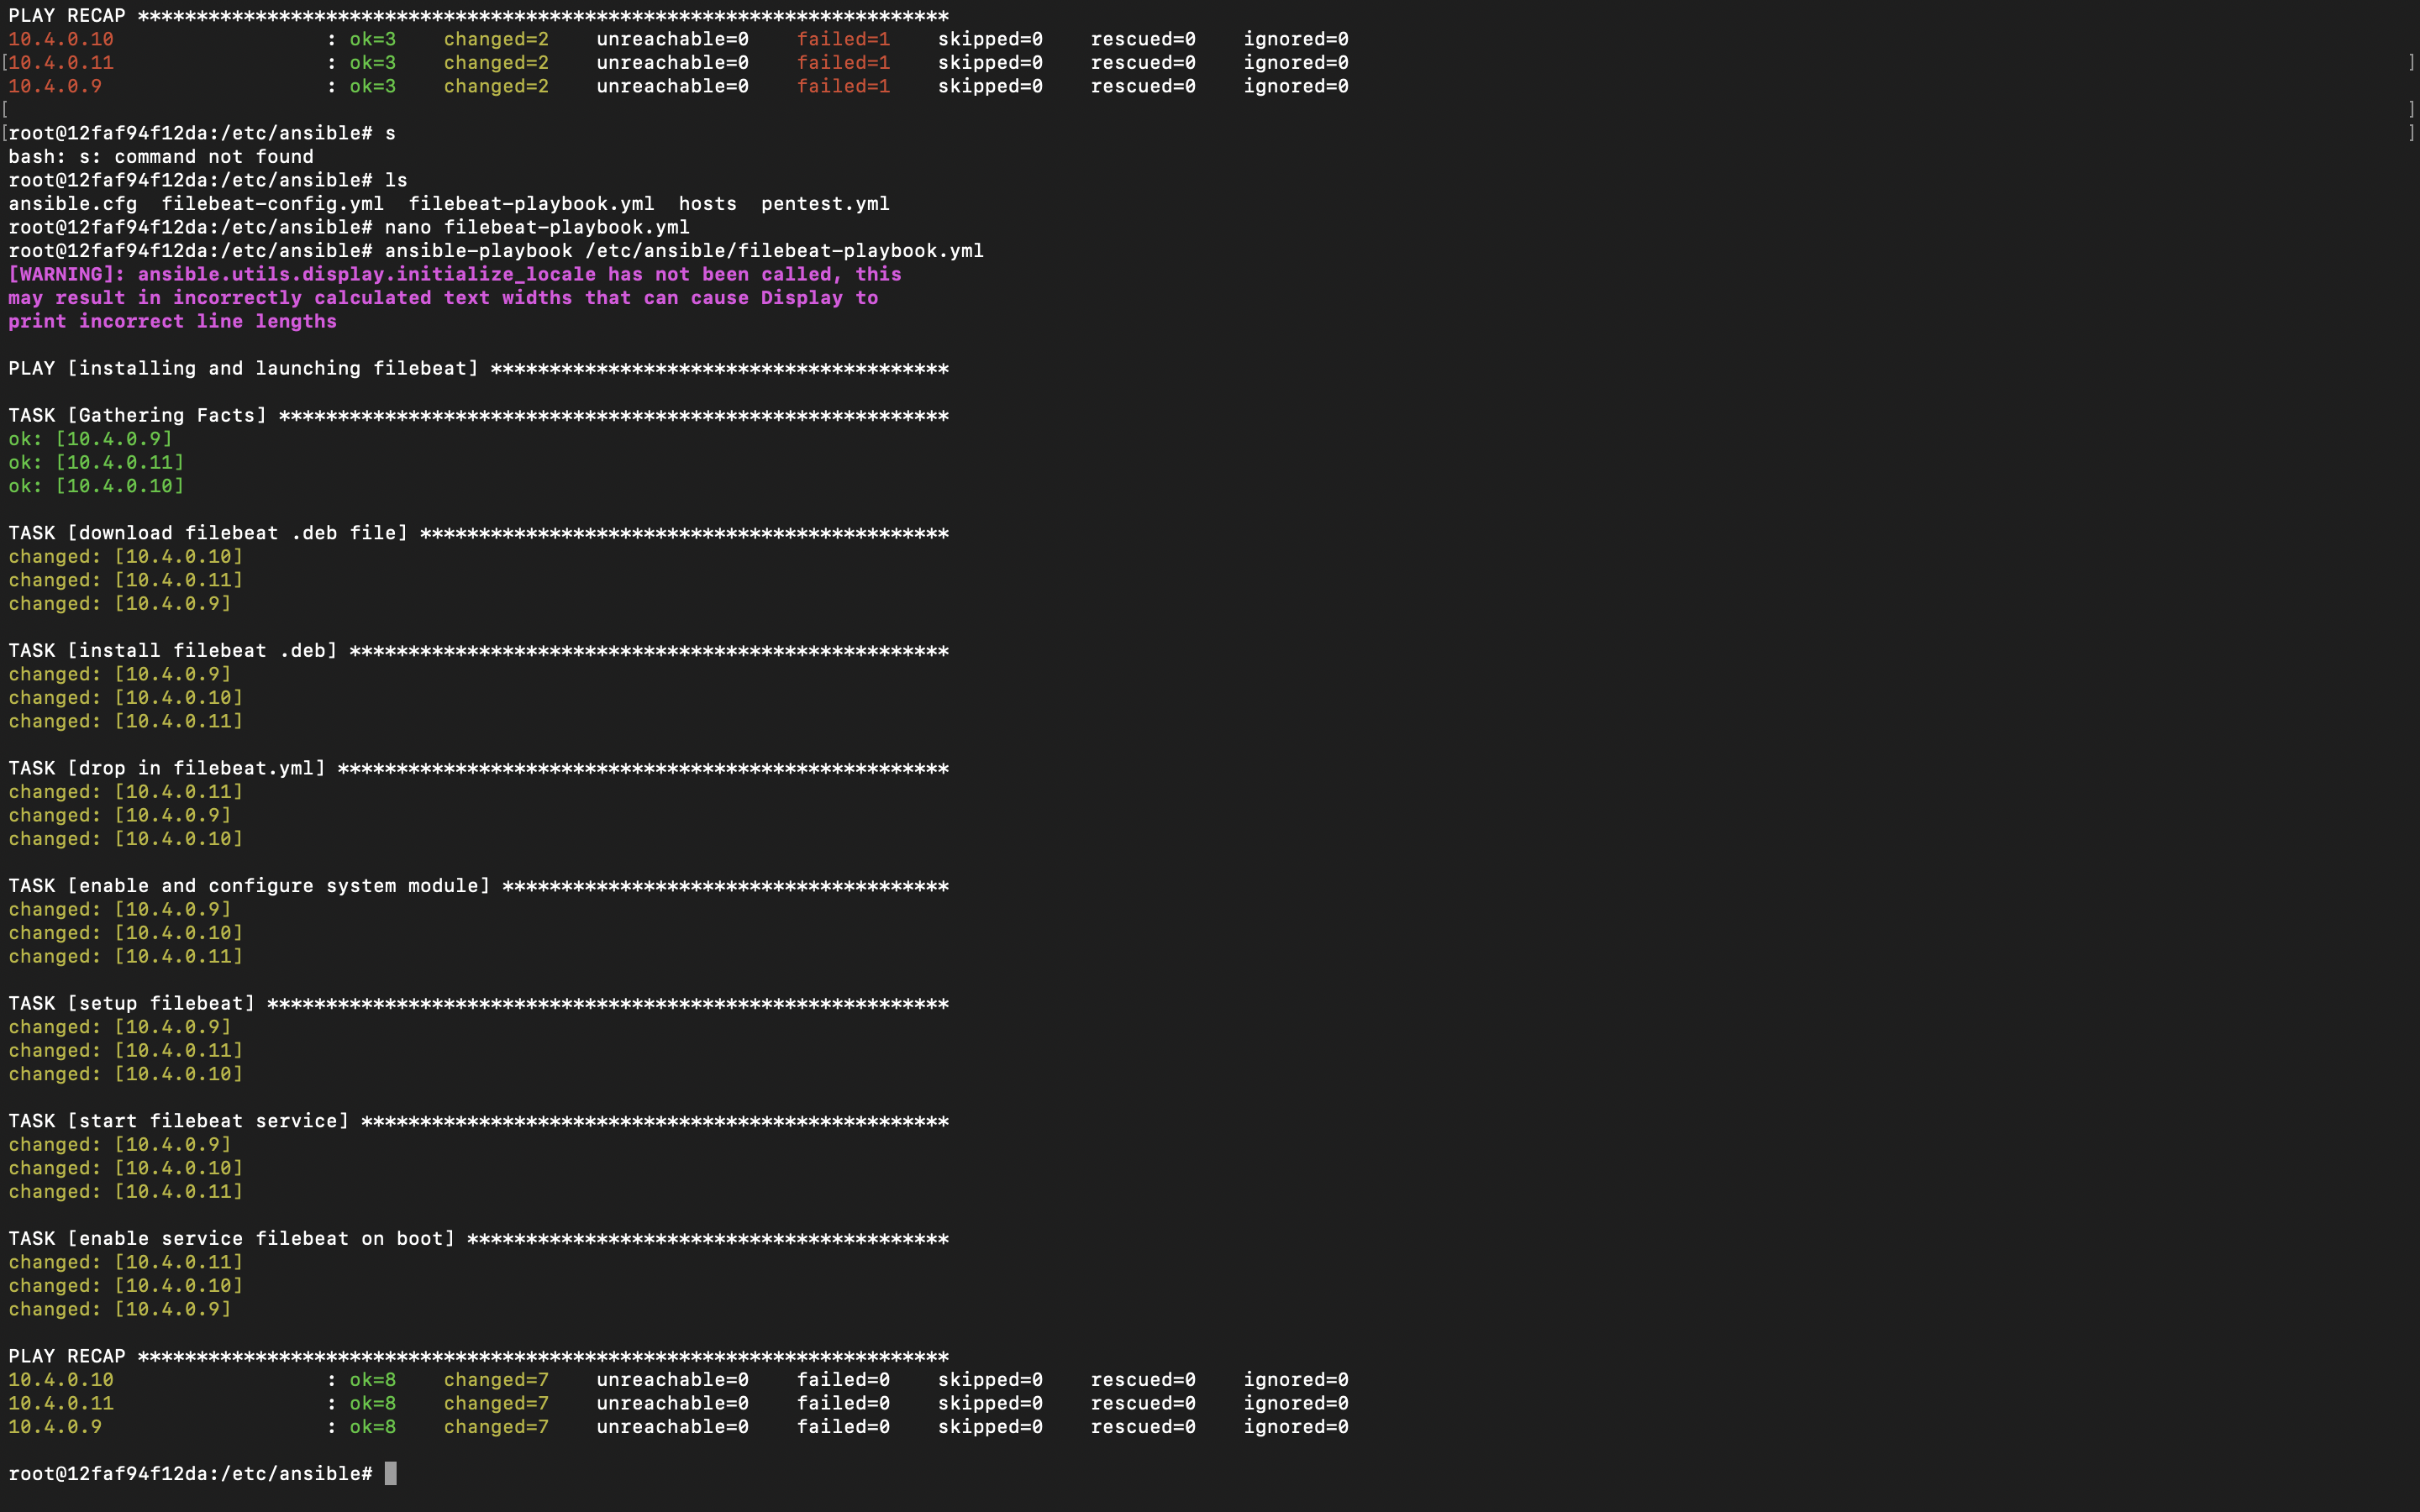 PLAY RECAP *********************************************************************
10.4.0.10                  : ok=3    changed=2    unreachable=0    failed=1    skipped=0    rescued=0    ignored=0
[10.4.0.11                  : ok=3    changed=2    unreachable=0    failed=1    skipped=0    rescued=0    ignored=0 ]
10.4.0.9                   : ok=3    changed=2    unreachable=0    failed=1    skipped=0    rescued=0    ignored=0
[ ]
[root@12faf94f12da:/etc/ansible# s ]
bash: s: command not found
root@12faf94f12da:/etc/ansible# ls
ansible.cfg  filebeat-config.yml  filebeat-playbook.yml  hosts  pentest.yml
root@12faf94f12da:/etc/ansible# nano filebeat-playbook.yml
root@12faf94f12da:/etc/ansible# ansible-playbook /etc/ansible/filebeat-playbook.yml
[WARNING]: ansible.utils.display.initialize_locale has not been called, this
may result in incorrectly calculated text widths that can cause Display to
print incorrect line lengths
PLAY [installing and launching filebeat] ***************************************
TASK [Gathering Facts] *********************************************************
ok: [10.4.0.9]
ok: [10.4.0.11]
ok: [10.4.0.10]
TASK [download filebeat .deb file] *********************************************
changed: [10.4.0.10]
changed: [10.4.0.11]
changed: [10.4.0.9]
TASK [install filebeat .deb] ***************************************************
changed: [10.4.0.9]
changed: [10.4.0.10]
changed: [10.4.0.11]
TASK [drop in filebeat.yml] ****************************************************
changed: [10.4.0.11]
changed: [10.4.0.9]
changed: [10.4.0.10]
TASK [enable and configure system module] **************************************
changed: [10.4.0.9]
changed: [10.4.0.10]
changed: [10.4.0.11]
TASK [setup filebeat] **********************************************************
changed: [10.4.0.9]
changed: [10.4.0.11]
changed: [10.4.0.10]
TASK [start filebeat service] **************************************************
changed: [10.4.0.9]
changed: [10.4.0.10]
changed: [10.4.0.11]
TASK [enable service filebeat on boot] *****************************************
changed: [10.4.0.11]
changed: [10.4.0.10]
changed: [10.4.0.9]
PLAY RECAP *********************************************************************
10.4.0.10                  : ok=8    changed=7    unreachable=0    failed=0    skipped=0    rescued=0    ignored=0
10.4.0.11                  : ok=8    changed=7    unreachable=0    failed=0    skipped=0    rescued=0    ignored=0
10.4.0.9                   : ok=8    changed=7    unreachable=0    failed=0    skipped=0    rescued=0    ignored=0
root@12faf94f12da:/etc/ansible#